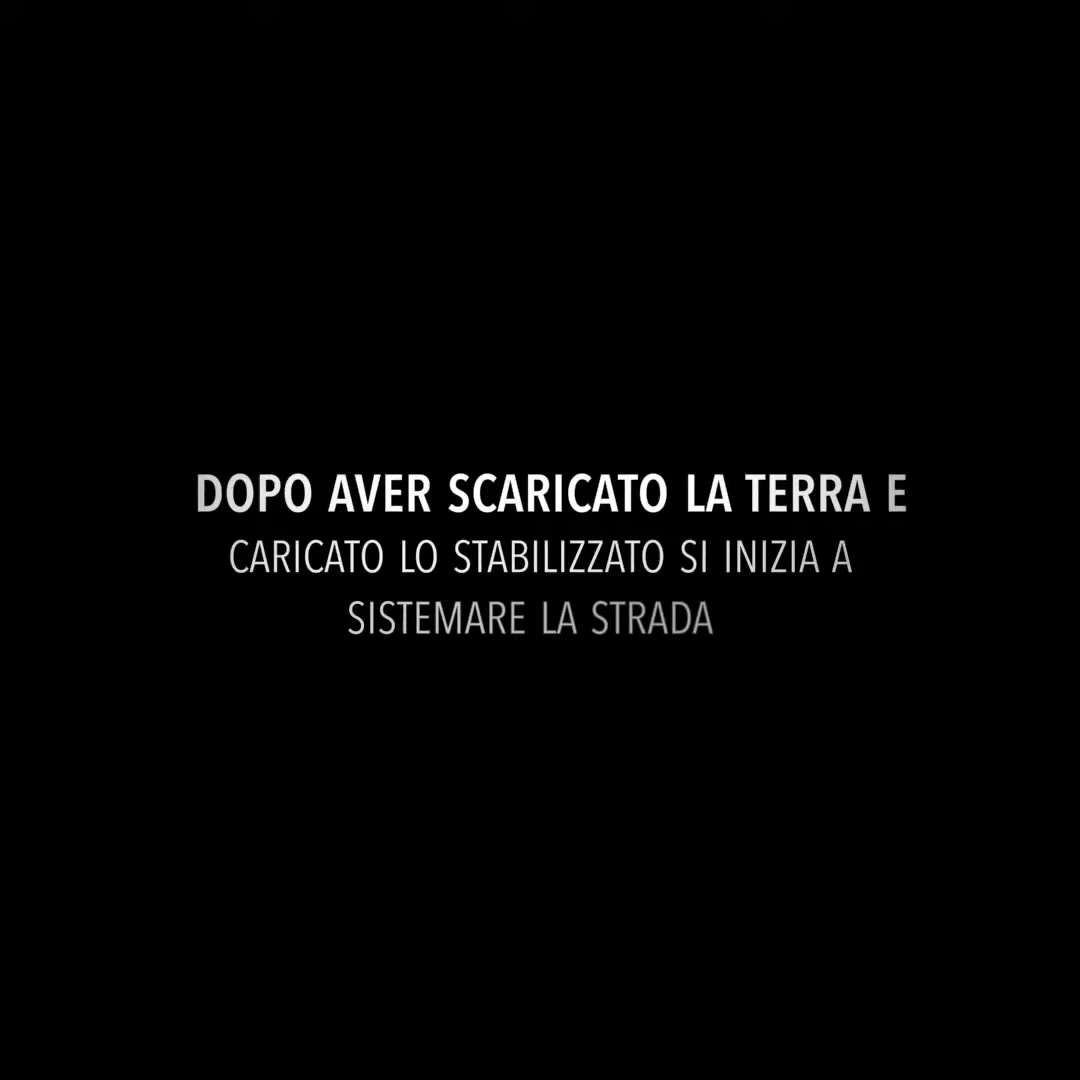 DOPO AVER SCARICATO LA TERRA E
CARICATO LO STABILIZZATO SI INIZIA A
SISTEMARE LA STRADA